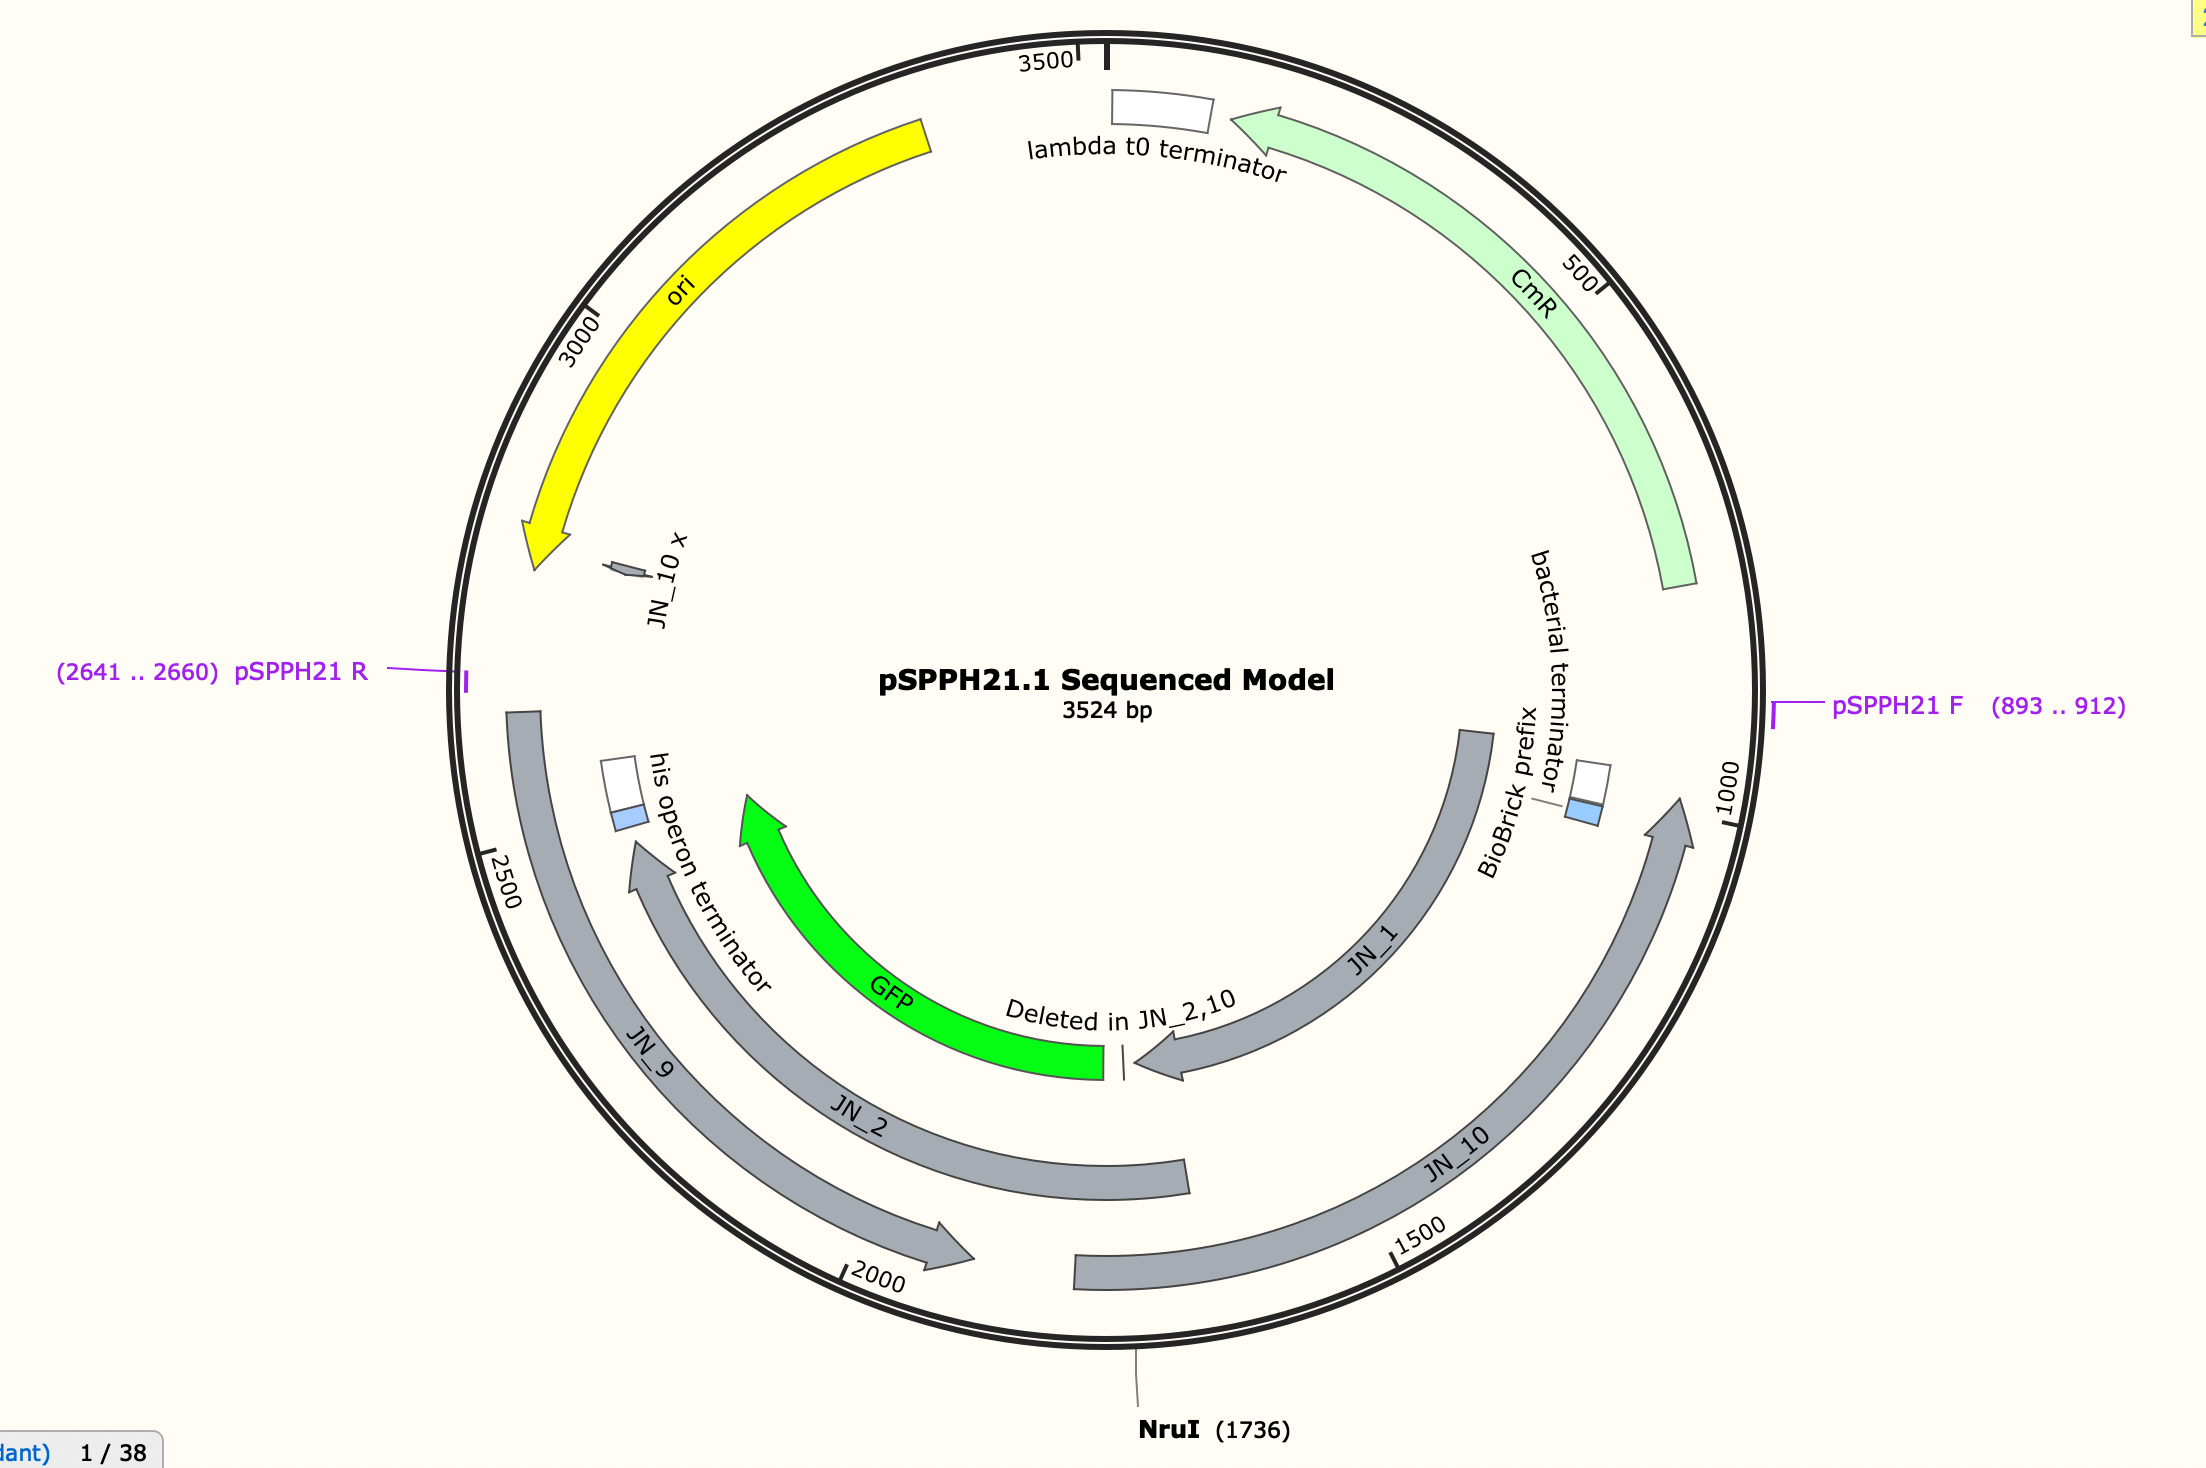 3500
lambda t0 terminator
CmR
500
ori
3000
JN_10 x
bacterial terminator
(2641 .. 2660) pSPPH21 R
pSPPH21.1 Sequenced Model
3524 bp
pSPPH21 F (893 .. 912)
BioBrick prefix
1000
his operon terminator
2500
JN_1
GFP
Deleted in JN_2,10
JN_9
JN_2
JN_10
1500
2000
NruI (1736)
dant) 1 / 38